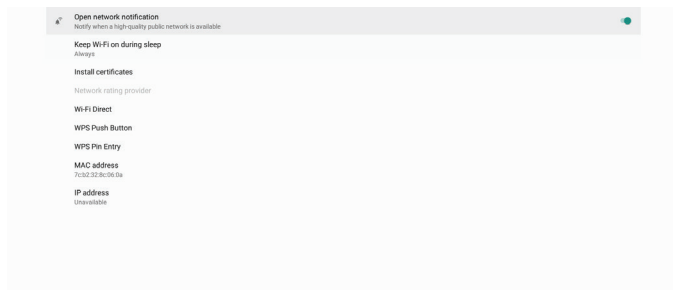 Open network notification
Notify when a high-quality public network is available
Keep Wi-Fi on during sleep
Always
Install certificates
Network rating provider
Wi-Fi Direct
WPS Push Button
WPS Pin Entry
MAC address
7c:b2:32:8c:06:0a
IP address
Unavailable